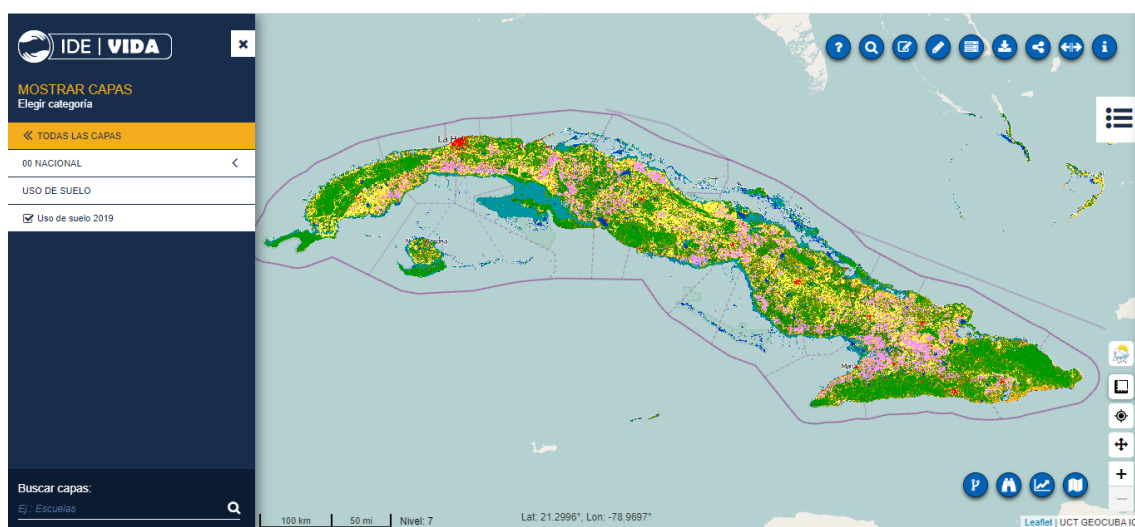 IDE | VIDA
MOSTRAR CAPAS
Elegir categoría
TODAS LAS CAPAS
00 NACIONAL
USO DE SUELO
Uso de suelo 2019
Buscar capas:
Ej.: Escuelas
100 km
50 mi
Nivel: 7
Lat: 21.2996°, Lon: -78.9697°
Leaflet | UCT GEOCUBA IC